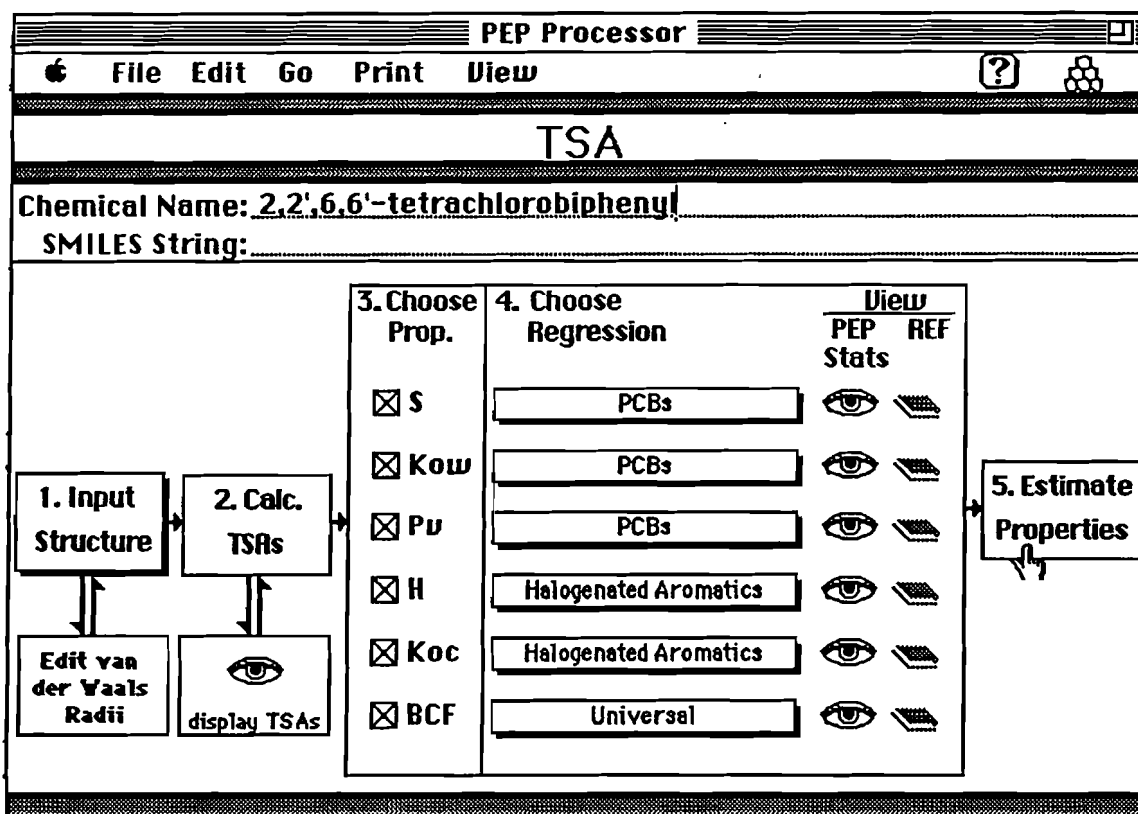 PEP Processor
File Edit Go Print View
?
TSA
Chemical Name: 2,2',6,6'-tetrachlorobiphenyl
SMILES String:
3. Choose Prop.
4. Choose Regression
View
PEP Stats
REF
S
PCBs
Kow
PCBs
Pv
PCBs
H
Halogenated Aromatics
Koc
Halogenated Aromatics
BCF
Universal
1. Input
Structure
2. Calc.
TSAs
Edit van
der Waals
Radii
display TSAs
5. Estimate
Properties